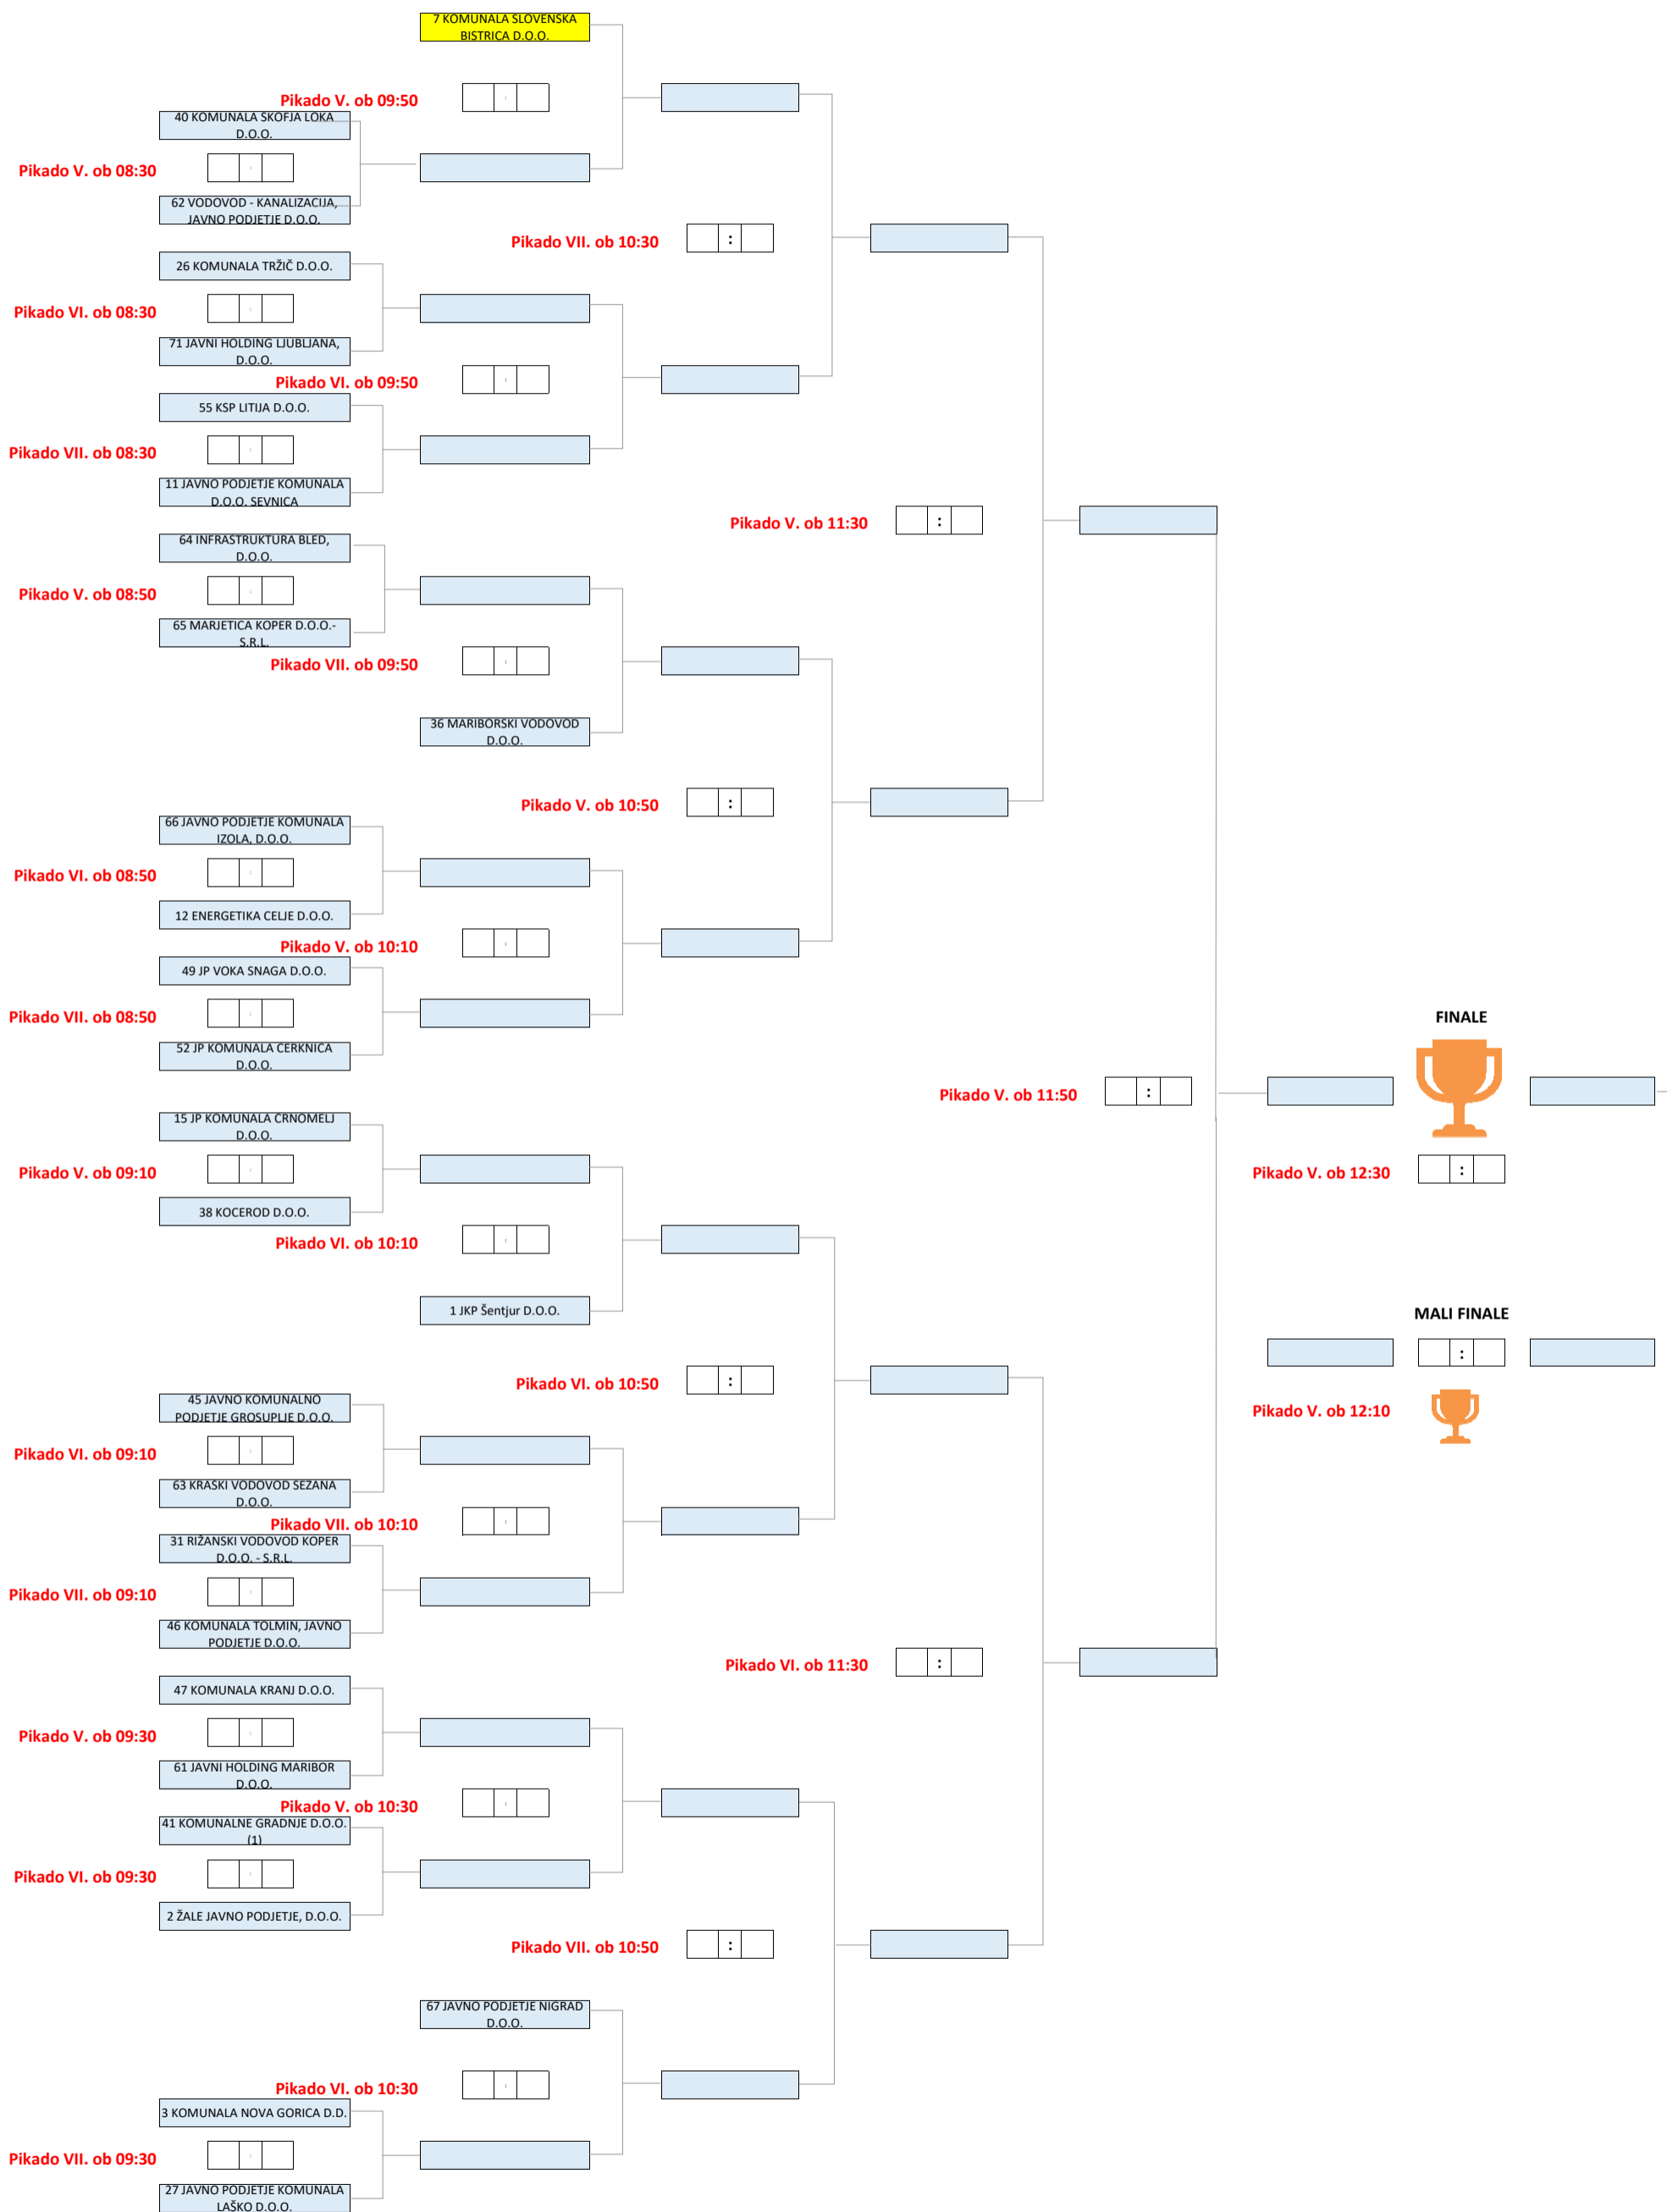 7 KOMUNALA SLOVENSKA
BISTRICA D.O.O.
Pikado V. ob 09:50
:
40 KOMUNALA ŠKOFJA LOKA
D.O.O.
Pikado V. ob 08:30
:
62 VODOVOD - KANALIZACIJA,
JAVNO PODJETJE D.O.O.
Pikado VII. ob 10:30
:
26 KOMUNALA TRŽIČ D.O.O.
Pikado VI. ob 08:30
:
71 JAVNI HOLDING LJUBLJANA,
D.O.O.
Pikado VI. ob 09:50
:
55 KSP LITIJA D.O.O.
Pikado VII. ob 08:30
:
11 JAVNO PODJETJE KOMUNALA
D.O.O. SEVNICA
Pikado V. ob 11:30
:
64 INFRASTRUKTURA BLED,
D.O.O.
Pikado V. ob 08:50
:
65 MARJETICA KOPER D.O.O.-
S.R.L.
Pikado VII. ob 09:50
:
36 MARIBORSKI VODOVOD
D.O.O.
Pikado V. ob 10:50
:
66 JAVNO PODJETJE KOMUNALA
IZOLA, D.O.O.
Pikado VI. ob 08:50
:
12 ENERGETIKA CELJE D.O.O.
Pikado V. ob 10:10
:
49 JP VOKA SNAGA D.O.O.
Pikado VII. ob 08:50
:
52 JP KOMUNALA CERKNICA
D.O.O.
FINALE
Pikado V. ob 11:50
:
15 JP KOMUNALA ČRNOMELJ
D.O.O.
Pikado V. ob 09:10
:
Pikado V. ob 12:30
:
38 KOCEROD D.O.O.
Pikado VI. ob 10:10
:
1 JKP Šentjur D.O.O.
MALI FINALE
:
Pikado VI. ob 10:50
:
Pikado V. ob 12:10
45 JAVNO KOMUNALNO
PODJETJE GROSUPLJE D.O.O.
Pikado VI. ob 09:10
:
63 KRAŠKI VODOVOD SEŽANA
D.O.O.
Pikado VII. ob 10:10
:
31 RIŽANSKI VODOVOD KOPER
D.O.O. - S.R.L.
Pikado VII. ob 09:10
:
46 KOMUNALA TOLMIN, JAVNO
PODJETJE D.O.O.
Pikado VI. ob 11:30
:
47 KOMUNALA KRANJ D.O.O.
Pikado V. ob 09:30
:
61 JAVNI HOLDING MARIBOR
D.O.O.
Pikado V. ob 10:30
:
41 KOMUNALNE GRADNJE D.O.O.
(1)
Pikado VI. ob 09:30
:
2 ŽALE JAVNO PODJETJE, D.O.O.
Pikado VII. ob 10:50
:
67 JAVNO PODJETJE NIGRAD
D.O.O.
Pikado VI. ob 10:30
:
3 KOMUNALA NOVA GORICA D.D.
Pikado VII. ob 09:30
:
27 JAVNO PODJETJE KOMUNALA
LAŠKO D.O.O.